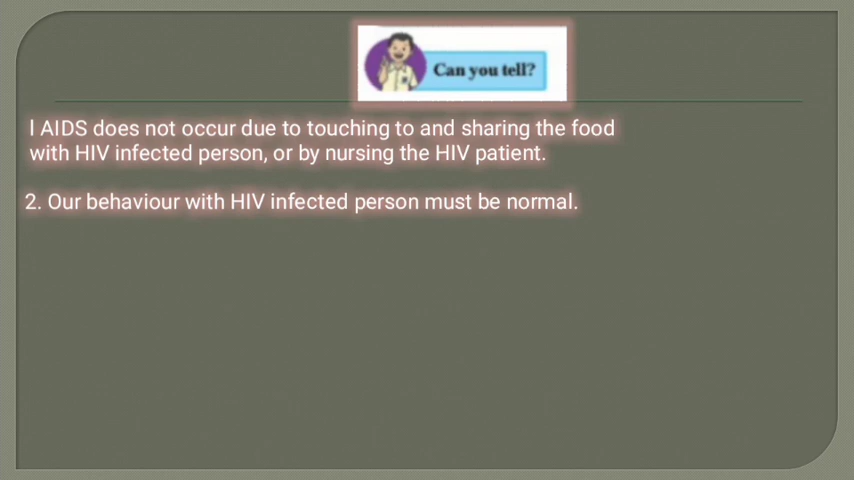 Can you tell?
I AIDS does not occur due to touching to and sharing the food
with HIV infected person, or by nursing the HIV patient.
2. Our behaviour with HIV infected person must be normal.